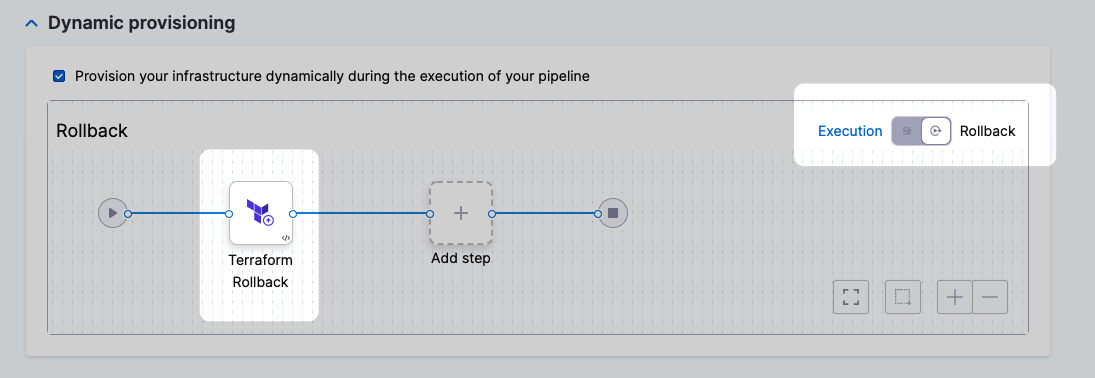 Dynamic provisioning
Provision your infrastructure dynamically during the execution of your pipeline
Rollback
Execution
Rollback
Terraform
Rollback
Add step